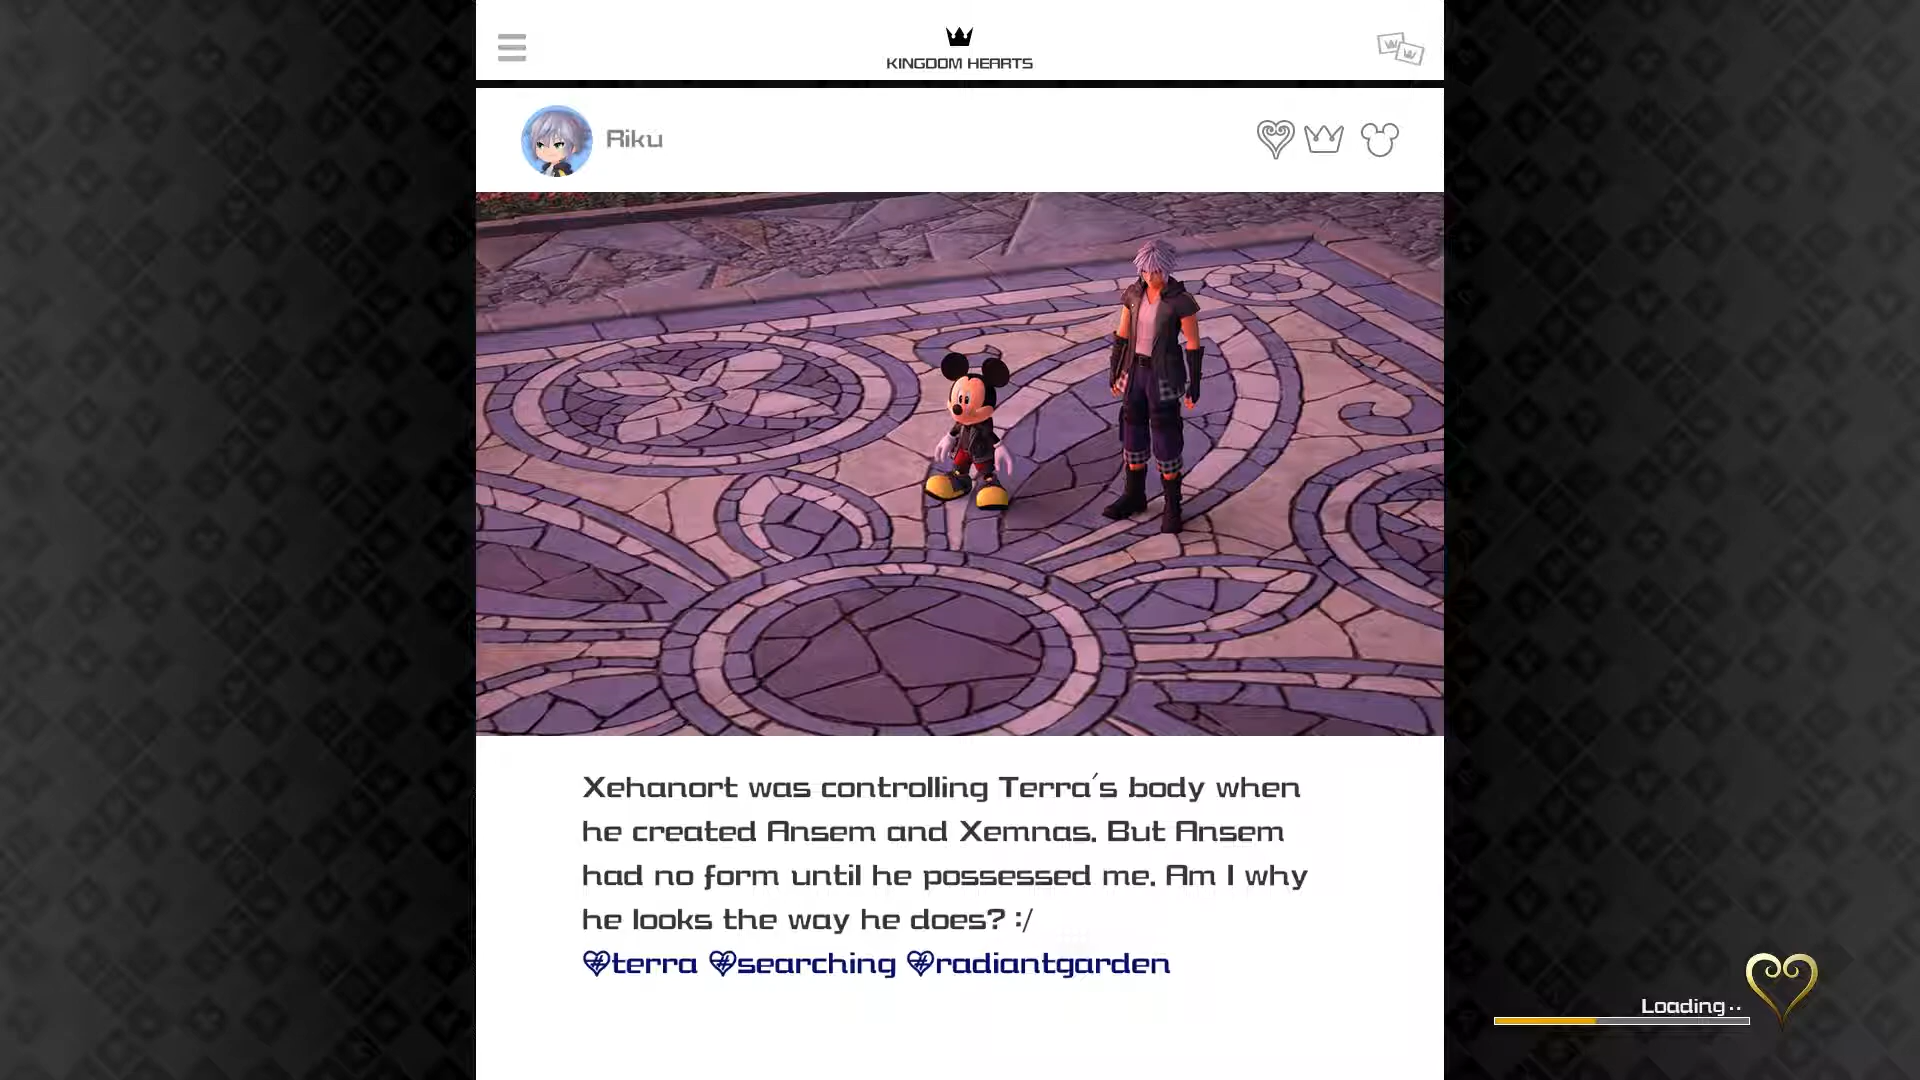 KINGDOM HEARTS
Riku
Xehanort was controlling Terra's body when
he created Ansem and Xemnas. But Ansem
had no form until he possessed me. Am I why
he looks the way he does? :/
#terra #searching #radiantgarden
Loading..